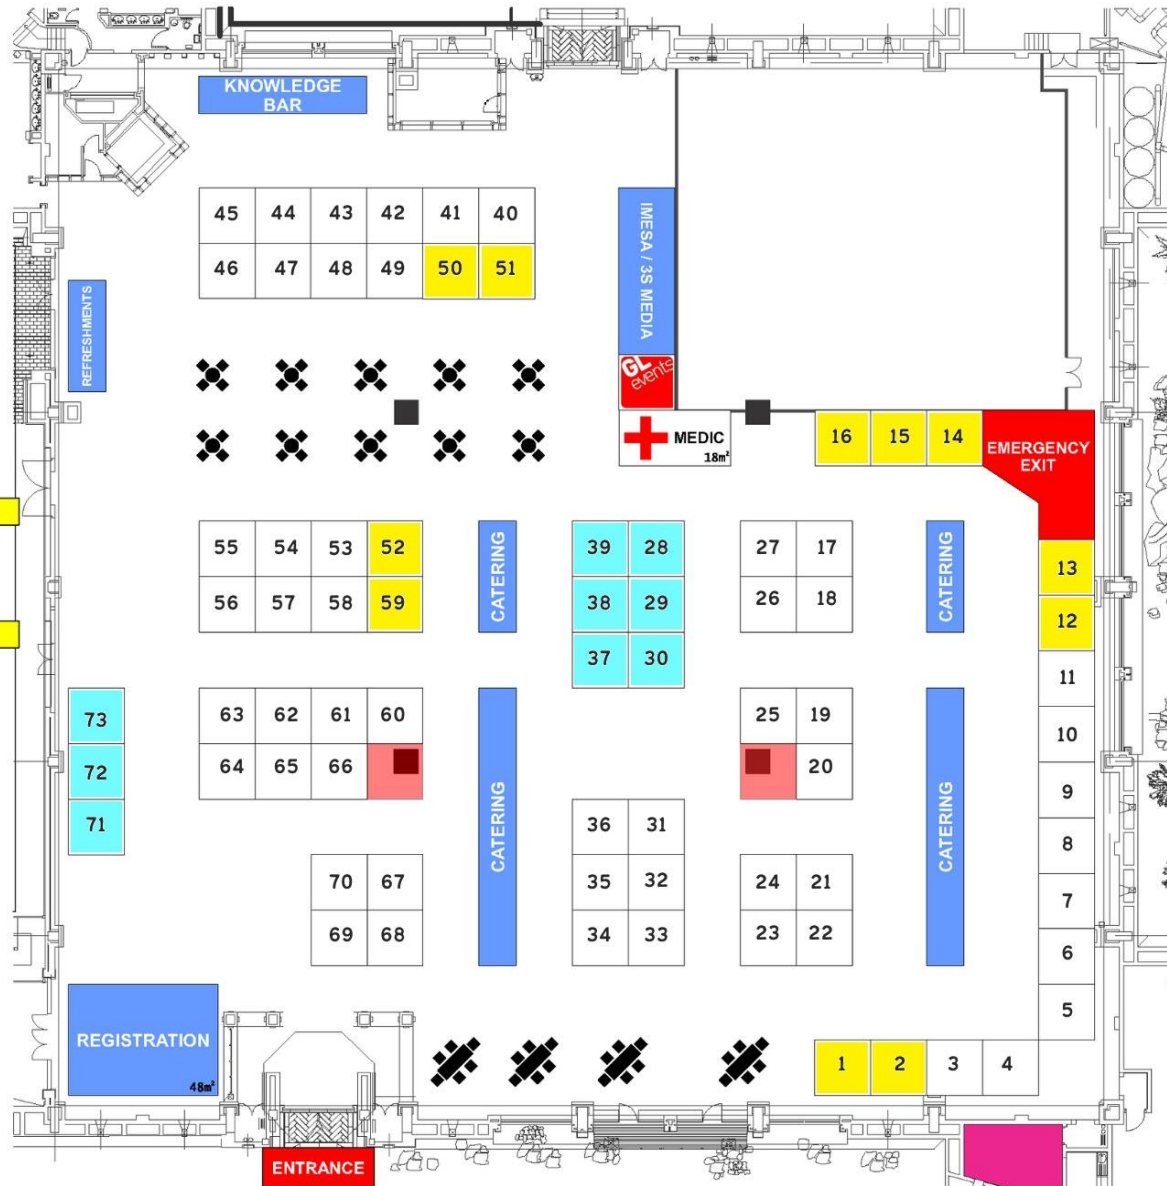 KNOWLEDGE
BAR
45 44 43 42 41 40
46 47 48 49 50 51
IMESA / 3S MEDIA
REFRESHMENTS
GL
events
MEDIC
18m²
16 15 14
EMERGENCY
EXIT
55 54 53 52
56 57 58 59
CATERING
39 28
38 29
37 30
27 17
26 18
CATERING
13
12
11
10
9
8
7
6
5
73
72
71
63 62 61 60
64 65 66
CATERING
25 19
20
CATERING
36 31
35 32
34 33
70 67
69 68
24 21
23 22
REGISTRATION
48m²
1 2 3 4
ENTRANCE